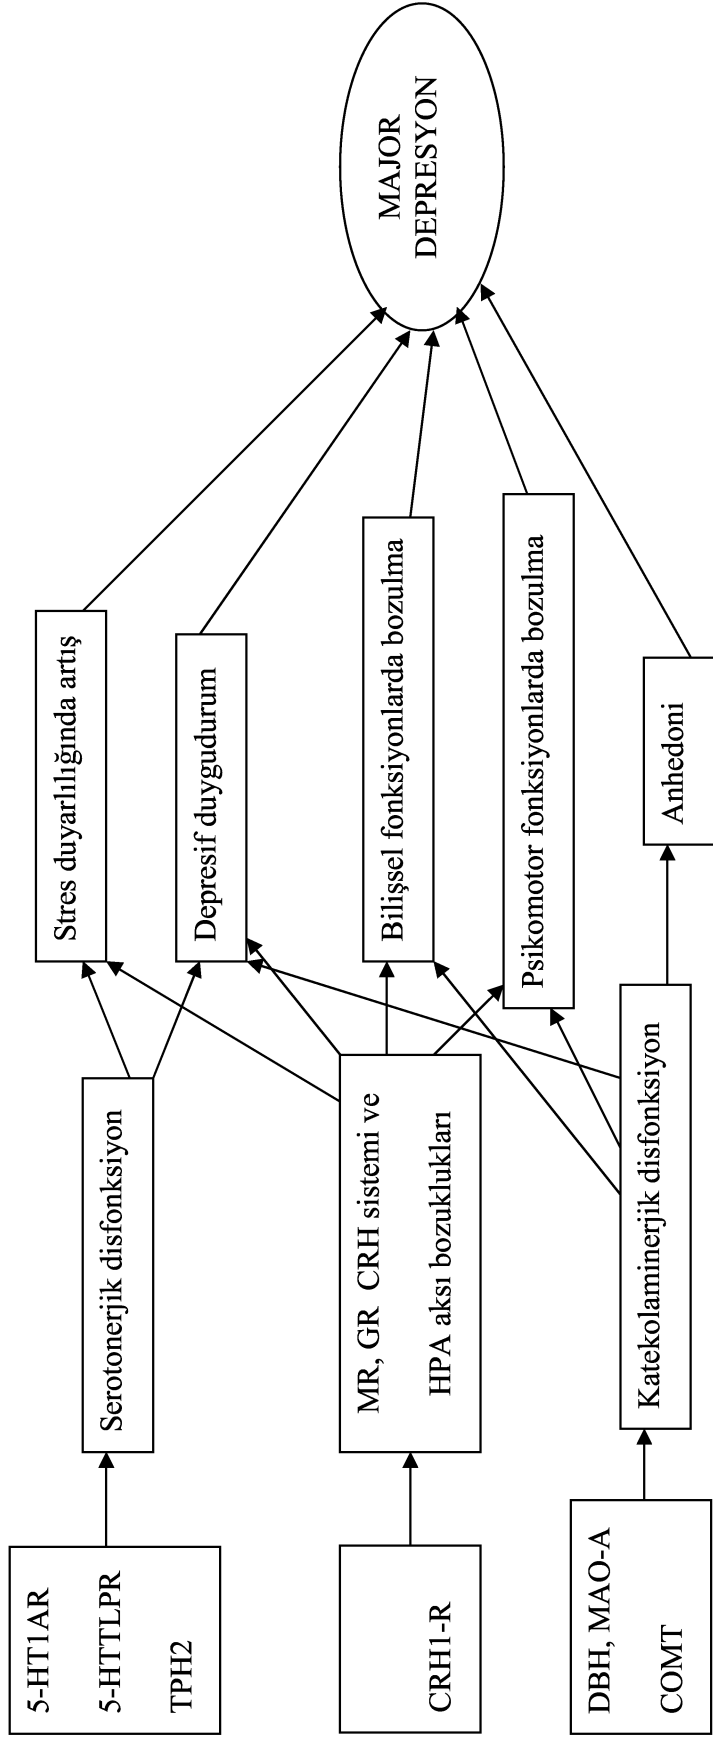 5-HT1AR
5-HTTLPR
TPH2
CRH1-R
DBH, MAO-A
COMT
Serotonerjik disfonksiyon
MR, GR CRH sistemi ve
HPA aksı bozuklukları
Katekolaminerjik disfonksiyon
Stres duyarlılığında artış
Depresif duygudurum
Bilişsel fonksiyonlarda bozulma
Psikomotor fonksiyonlarda bozulma
Anhedoni
MAJOR
DEPRESYON